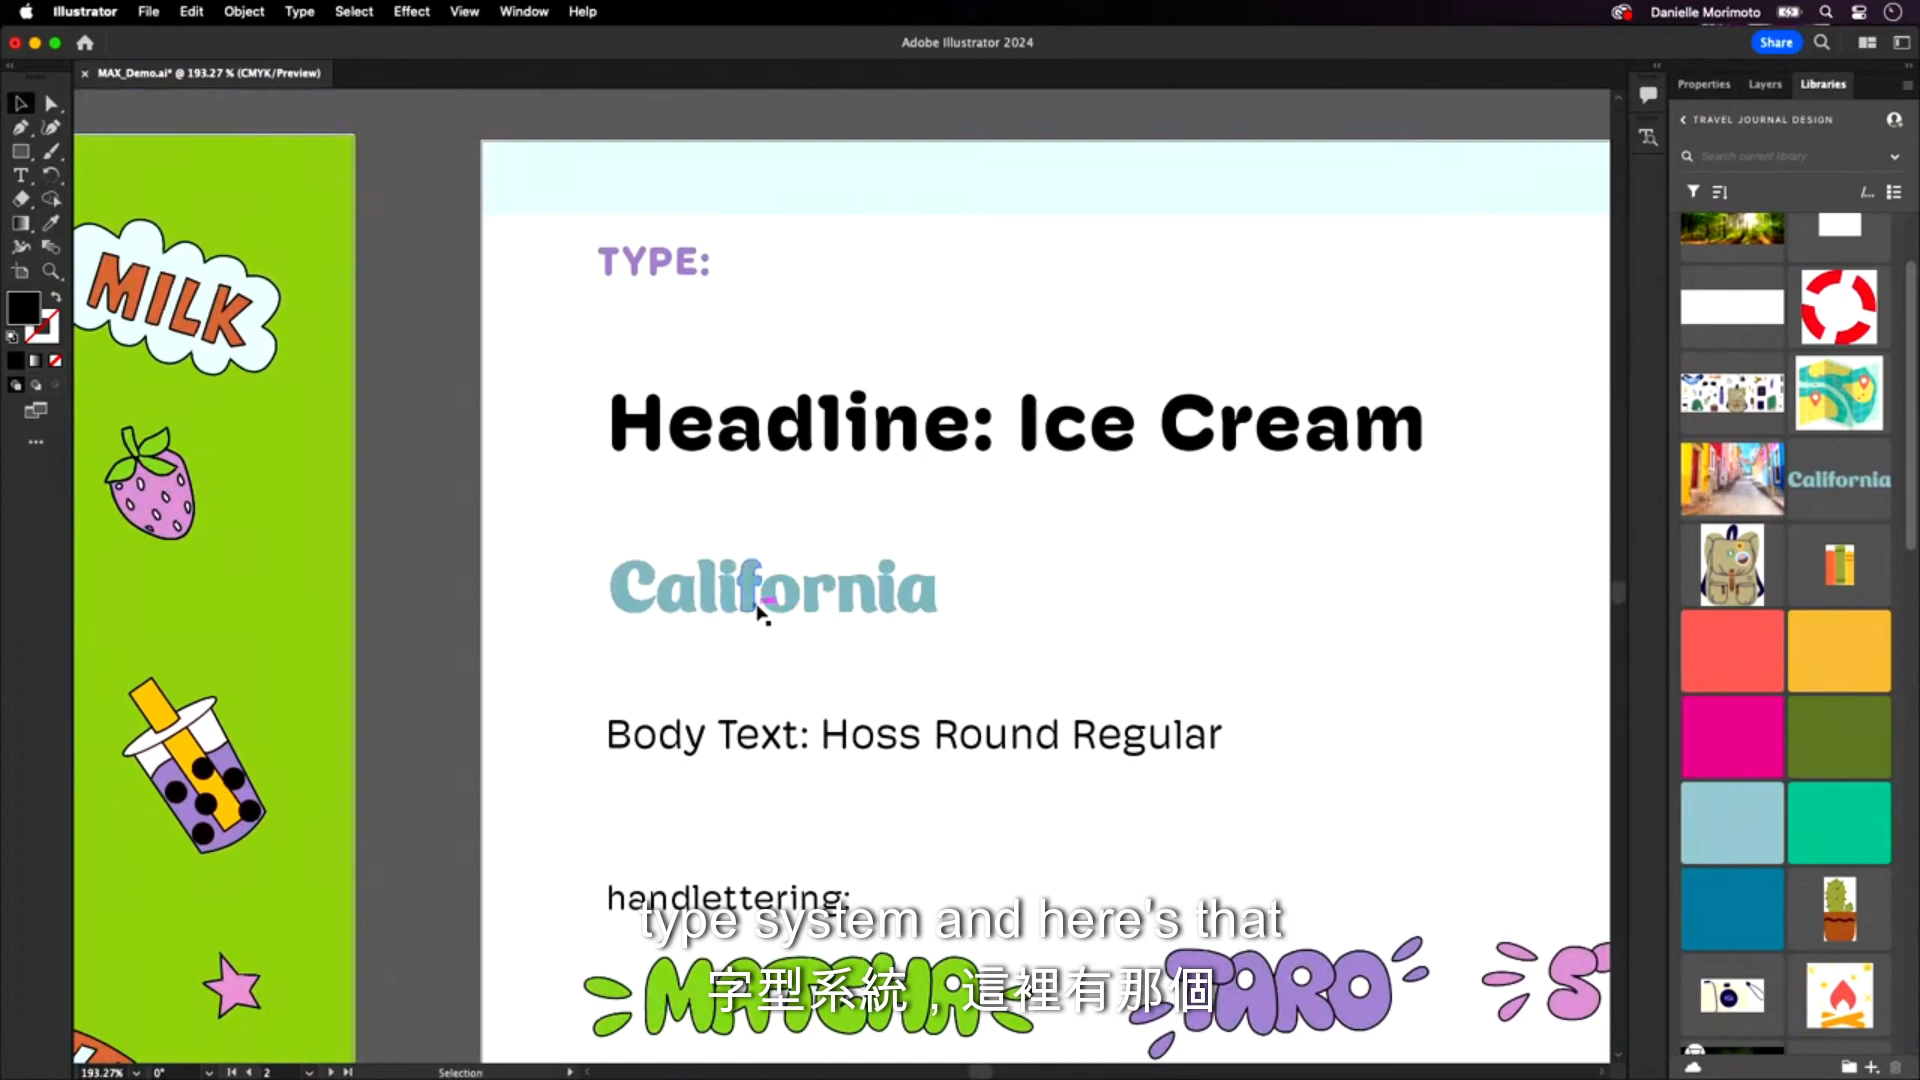 Illustrator File Edit Object Type Select Effect View Window Help
Danielle Morimoto
Adobe Illustrator 2024
Share
MAX_Demo.ai* @ 193.27 % (CMYK/Preview)
Properties Layers Libraries
TRAVEL JOURNAL DESIGN
Search current library
MILK
TYPE:
Headline: Ice Cream
California
California
Body Text: Hoss Round Regular
handlettering:
type system and here's that
MATCHA
TARO
字型系統，這裡有那個
193.27%
0°
2
Selection